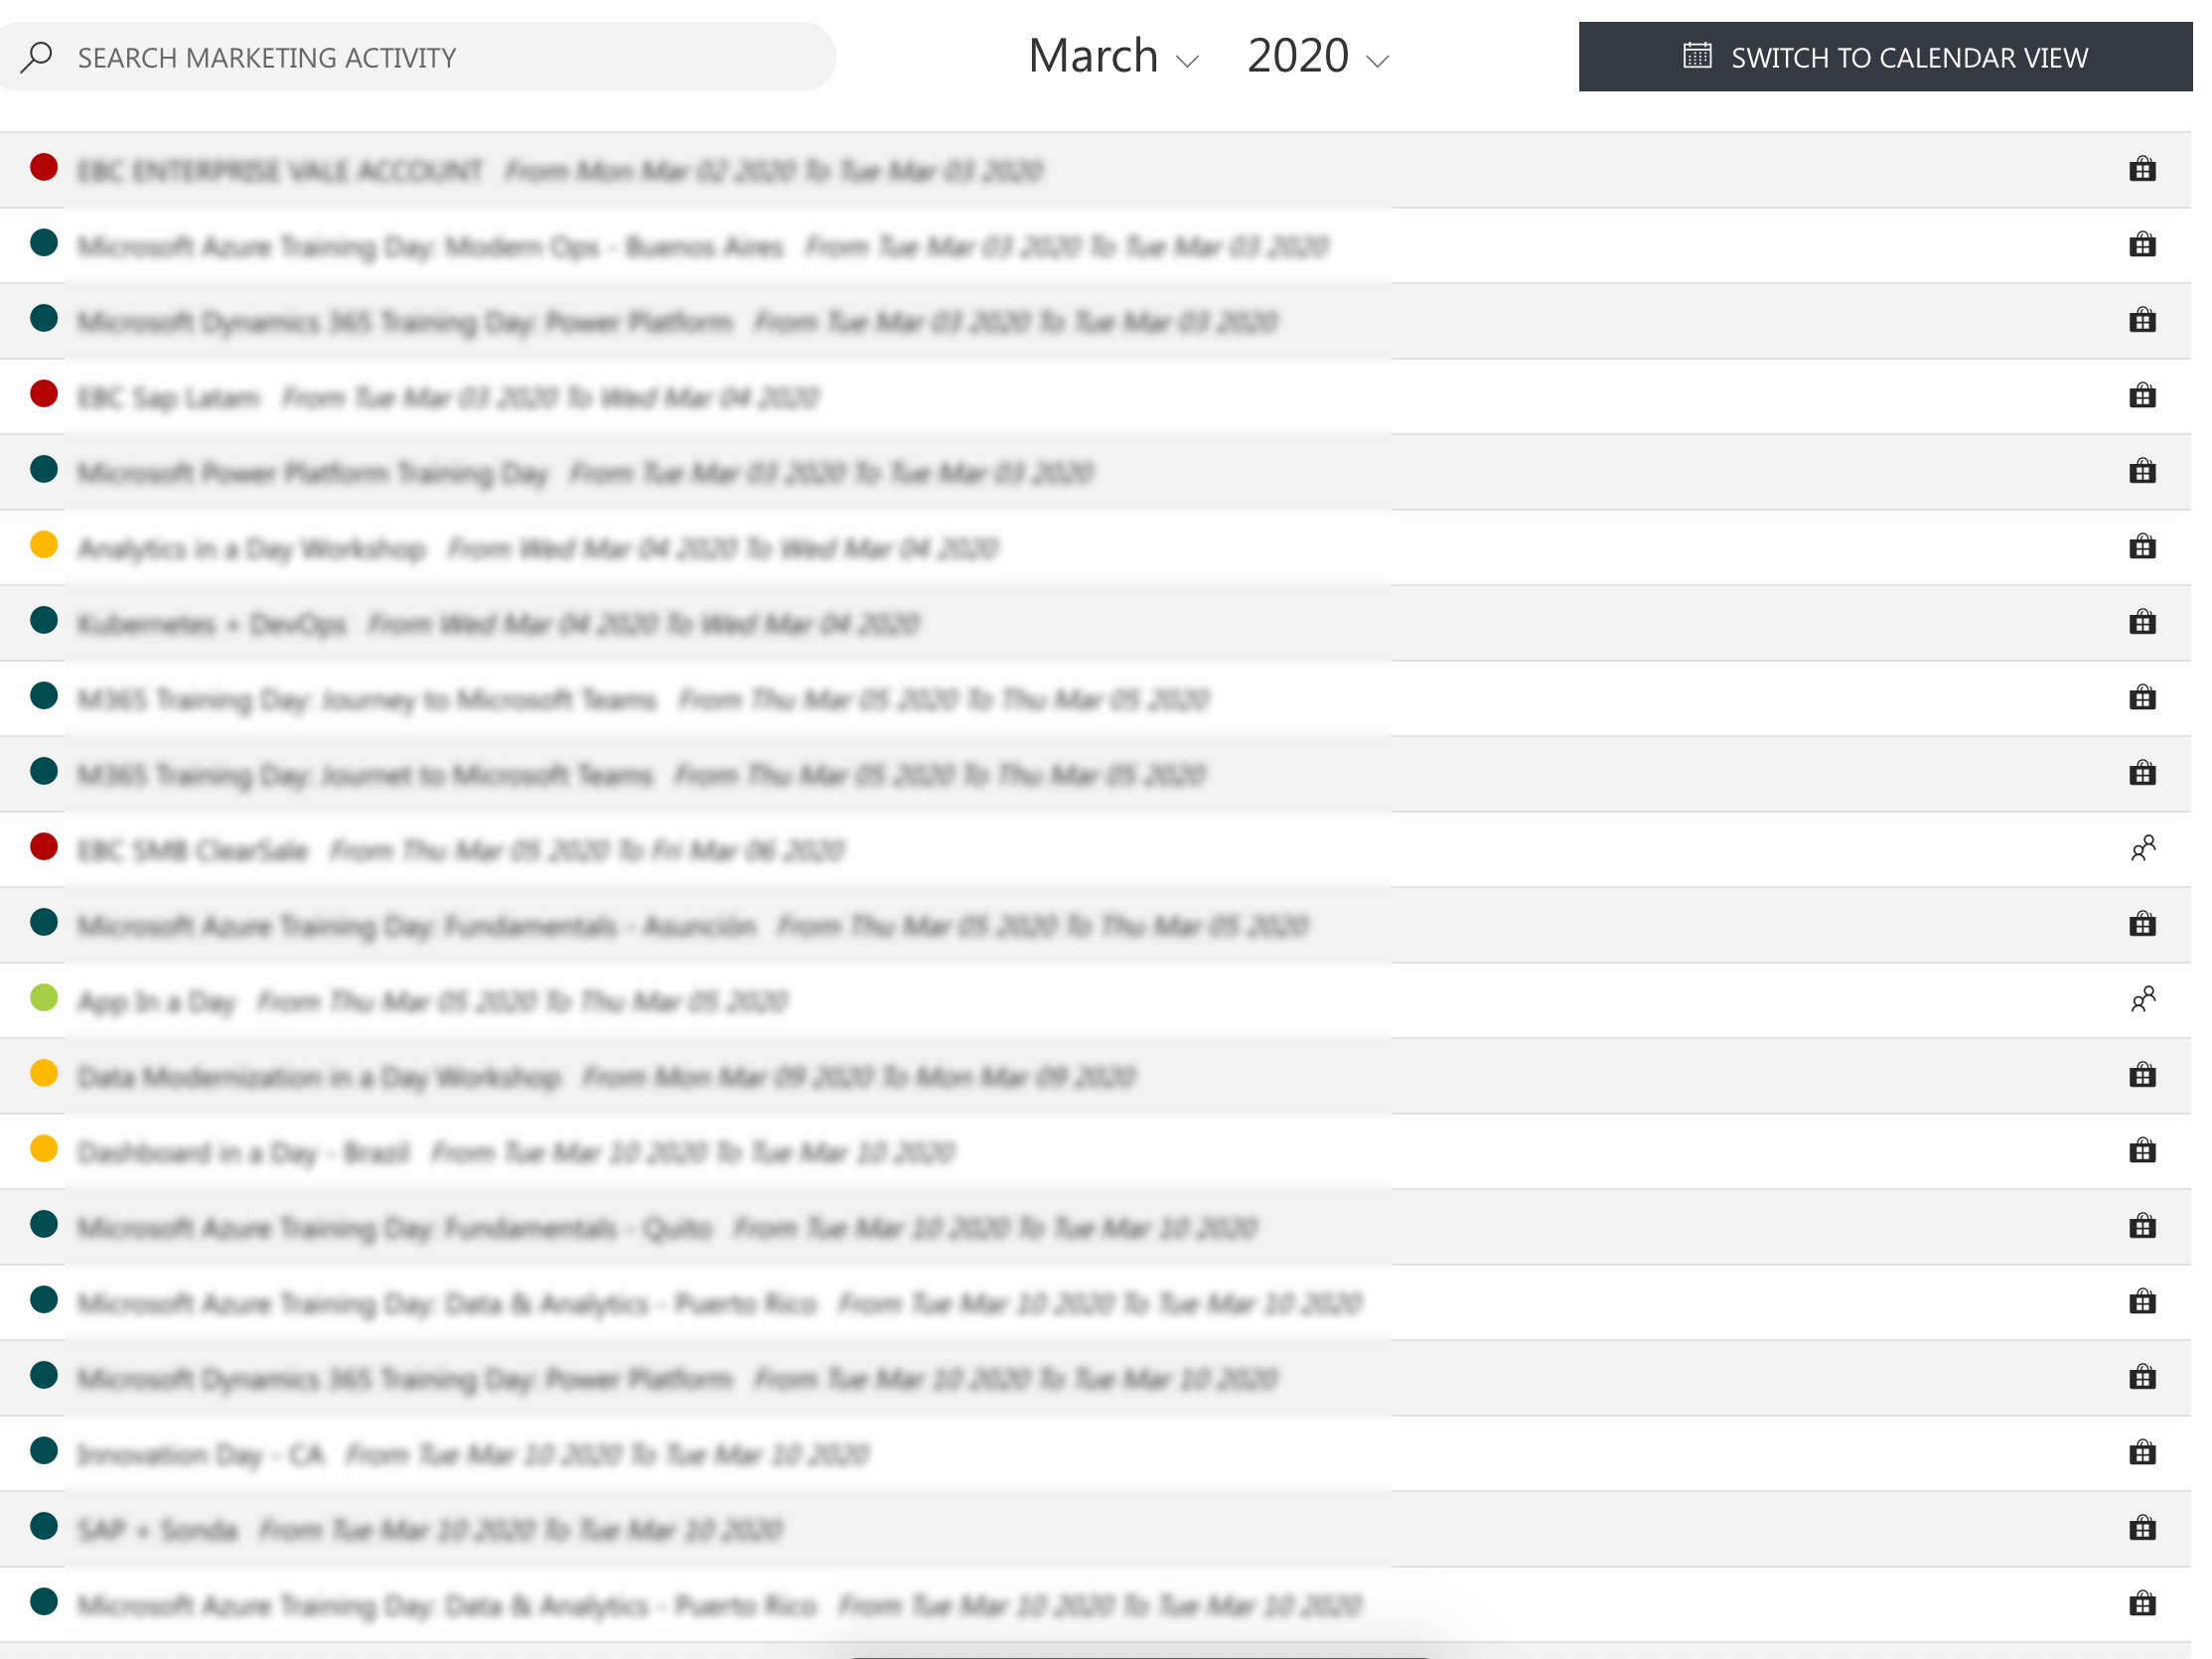 SEARCH MARKETING ACTIVITY
March 2020
SWITCH TO CALENDAR VIEW
EBC ENTERPRISE VALE ACCOUNT From Mon Mar 02 2020 To Tue Mar 03 2020
Microsoft Azure Training Day: Modern Ops - Buenos Aires From Tue Mar 03 2020 To Tue Mar 03 2020
Microsoft Dynamics 365 Training Day: Power Platform From Tue Mar 03 2020 To Tue Mar 03 2020
EBC Sap Latam From Tue Mar 03 2020 To Wed Mar 04 2020
Microsoft Power Platform Training Day From Tue Mar 03 2020 To Tue Mar 03 2020
Analytics in a Day Workshop From Wed Mar 04 2020 To Wed Mar 04 2020
Kubernetes + DevOps From Wed Mar 04 2020 To Wed Mar 04 2020
M365 Training Day: Journey to Microsoft Teams From Thu Mar 05 2020 To Thu Mar 05 2020
M365 Training Day: Journet to Microsoft Teams From Thu Mar 05 2020 To Thu Mar 05 2020
EBC SMB ClearSale From Thu Mar 05 2020 To Fri Mar 06 2020
Microsoft Azure Training Day: Fundamentals - Asunción From Thu Mar 05 2020 To Thu Mar 05 2020
App In a Day From Thu Mar 05 2020 To Thu Mar 05 2020
Data Modernization in a Day Workshop From Mon Mar 09 2020 To Mon Mar 09 2020
Dashboard in a Day - Brazil From Tue Mar 10 2020 To Tue Mar 10 2020
Microsoft Azure Training Day: Fundamentals - Quito From Tue Mar 10 2020 To Tue Mar 10 2020
Microsoft Azure Training Day: Data & Analytics - Puerto Rico From Tue Mar 10 2020 To Tue Mar 10 2020
Microsoft Dynamics 365 Training Day: Power Platform From Tue Mar 10 2020 To Tue Mar 10 2020
Innovation Day - CA From Tue Mar 10 2020 To Tue Mar 10 2020
SAP + Sonda From Tue Mar 10 2020 To Tue Mar 10 2020
Microsoft Azure Training Day: Data & Analytics - Puerto Rico From Tue Mar 10 2020 To Tue Mar 10 2020